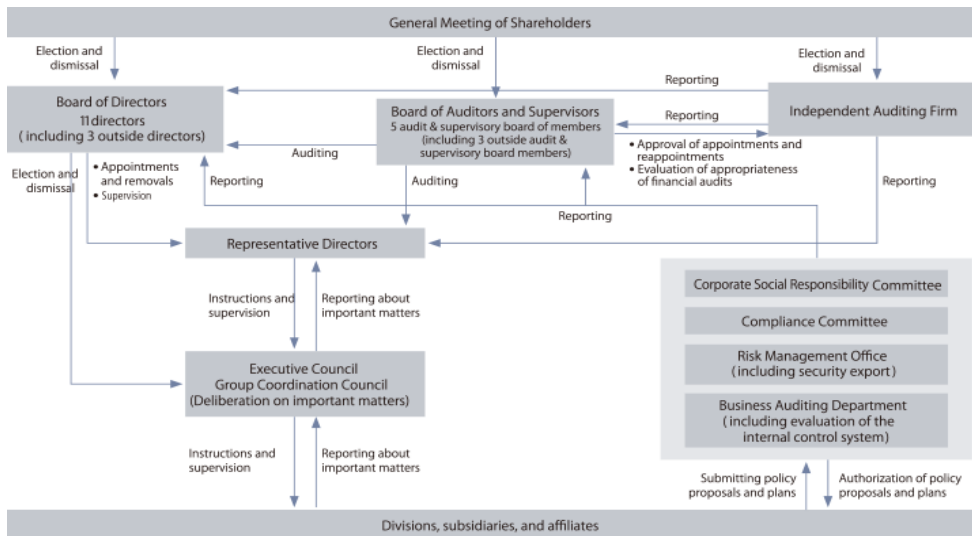 General Meeting of Shareholders
Election and
dismissal
Election and
dismissal
Election and
dismissal
Reporting
Board of Directors
11 directors
( including 3 outside directors)
Board of Auditors and Supervisors
5 audit & supervisory board of members
(including 3 outside audit &
supervisory board members)
Reporting
Independent Auditing Firm
Auditing
• Approval of appointments and
reappointments
• Evaluation of appropriateness
of financial audits
Election and
dismissal
• Appointments
and removals
• Supervision
Reporting
Auditing
Reporting
Reporting
Representative Directors
Instructions and
supervision
Reporting about
important matters
Corporate Social Responsibility Committee
Compliance Committee
Risk Management Office
(including security export)
Business Auditing Department
( including evaluation of the
internal control system)
Executive Council
Group Coordination Council
(Deliberation on important matters)
Instructions and
supervision
Reporting about
important matters
Submitting policy
proposals and plans
Authorization of policy
proposals and plans
Divisions, subsidiaries, and affiliates